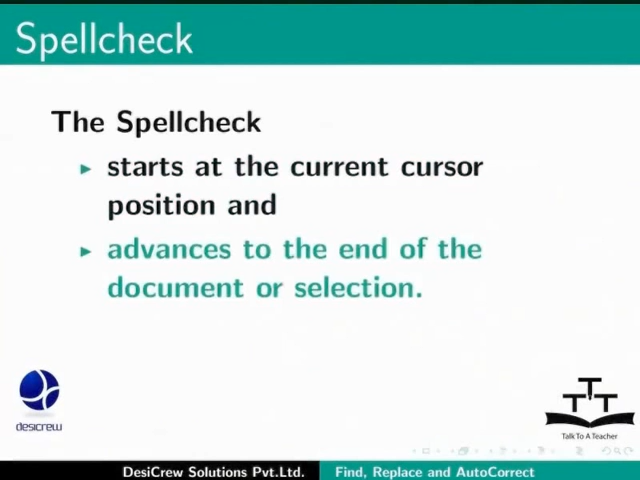 Spellcheck
The Spellcheck
starts at the current cursor
position and
advances to the end of the
document or selection.
desicrew
TTT
Talk To A Teacher
DesiCrew Solutions Pvt.Ltd. Find, Replace and AutoCorrect